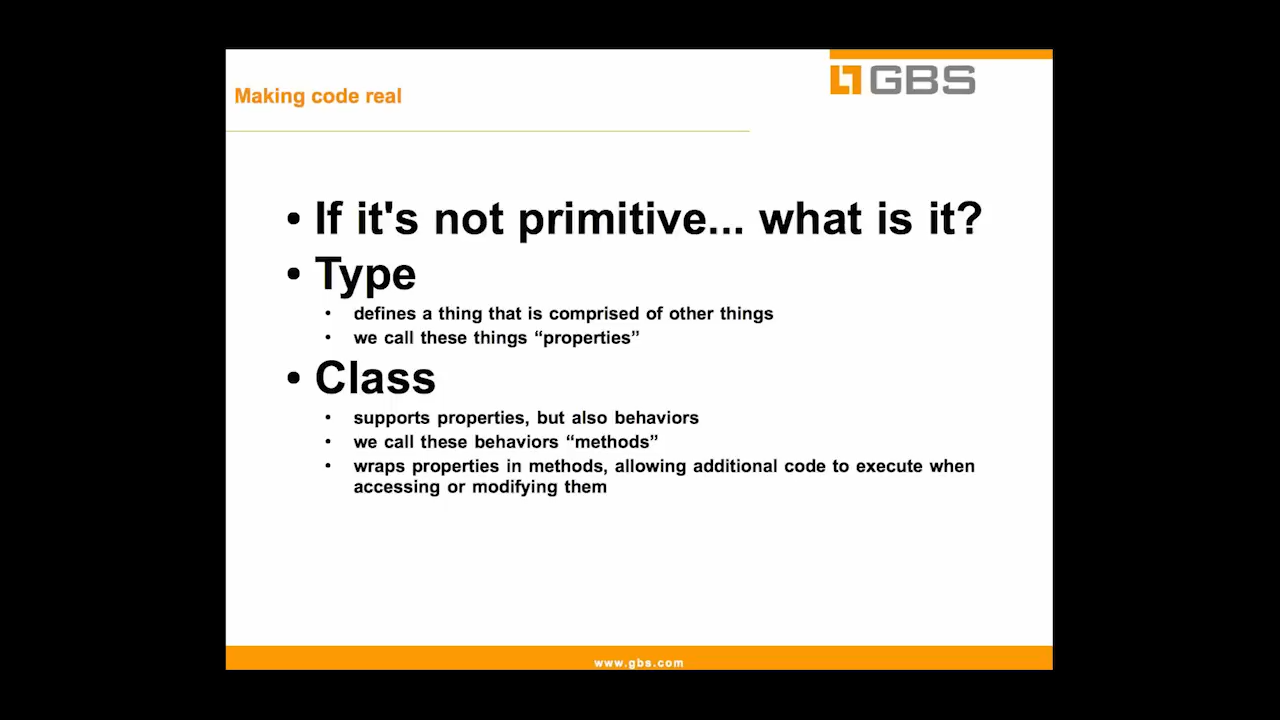 GBS
Making code real
• If it's not primitive... what is it?
• Type
• defines a thing that is comprised of other things
• we call these things “properties”
• Class
• supports properties, but also behaviors
• we call these behaviors “methods”
• wraps properties in methods, allowing additional code to execute when
accessing or modifying them
www.gbs.com